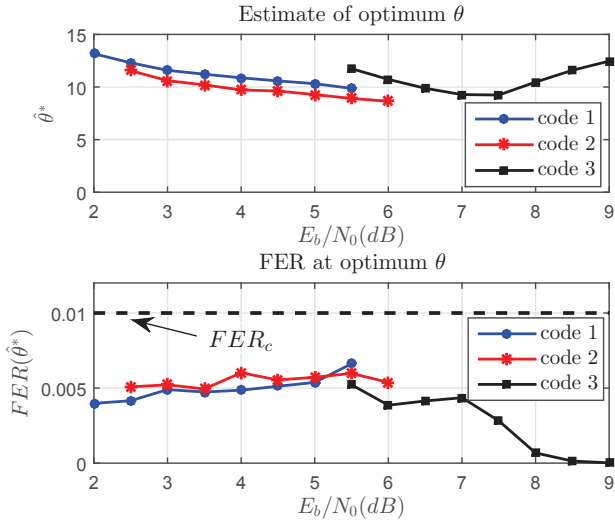 Estimate of optimum θ
15
10
5
0
θ̂*
code 1
code 2
code 3
2 3 4 5 6 7 8 9
E_b/N_0(dB)
FER at optimum θ
0.01
0.005
0
FER(θ̂*)
FER_c
code 1
code 2
code 3
2 3 4 5 6 7 8 9
E_b/N_0(dB)